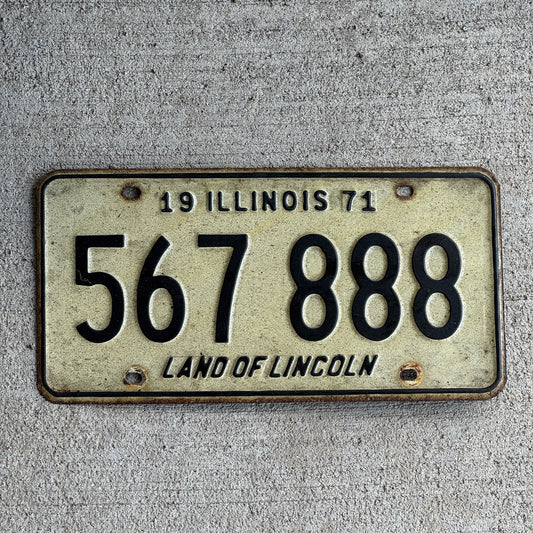 19 ILLINOIS 71
567 888
LAND OF LINCOLN